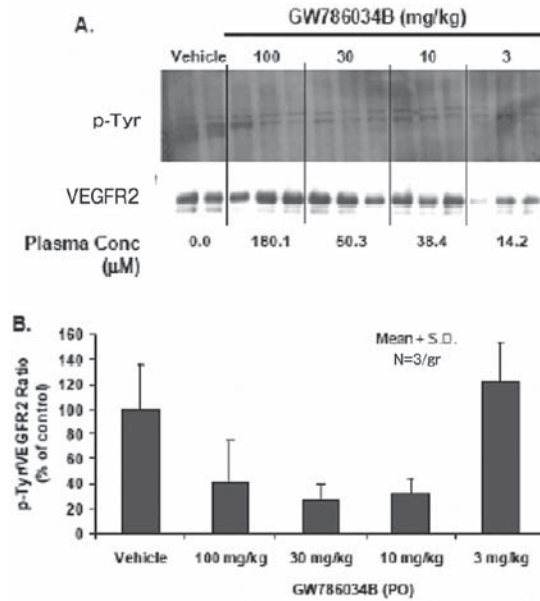 A.
GW786034B (mg/kg)
Vehicle 100 30 10 3
p-Tyr
VEGFR2
Plasma Conc (μM) 0.0 180.1 50.3 38.4 14.2
B.
Mean + S.D.
N=3/gr
p-Tyr/VEGFR2 Ratio
(% of control)
160
140
120
100
80
60
40
20
0
Vehicle 100 mg/kg 30 mg/kg 10 mg/kg 3 mg/kg
GW786034B (PO)